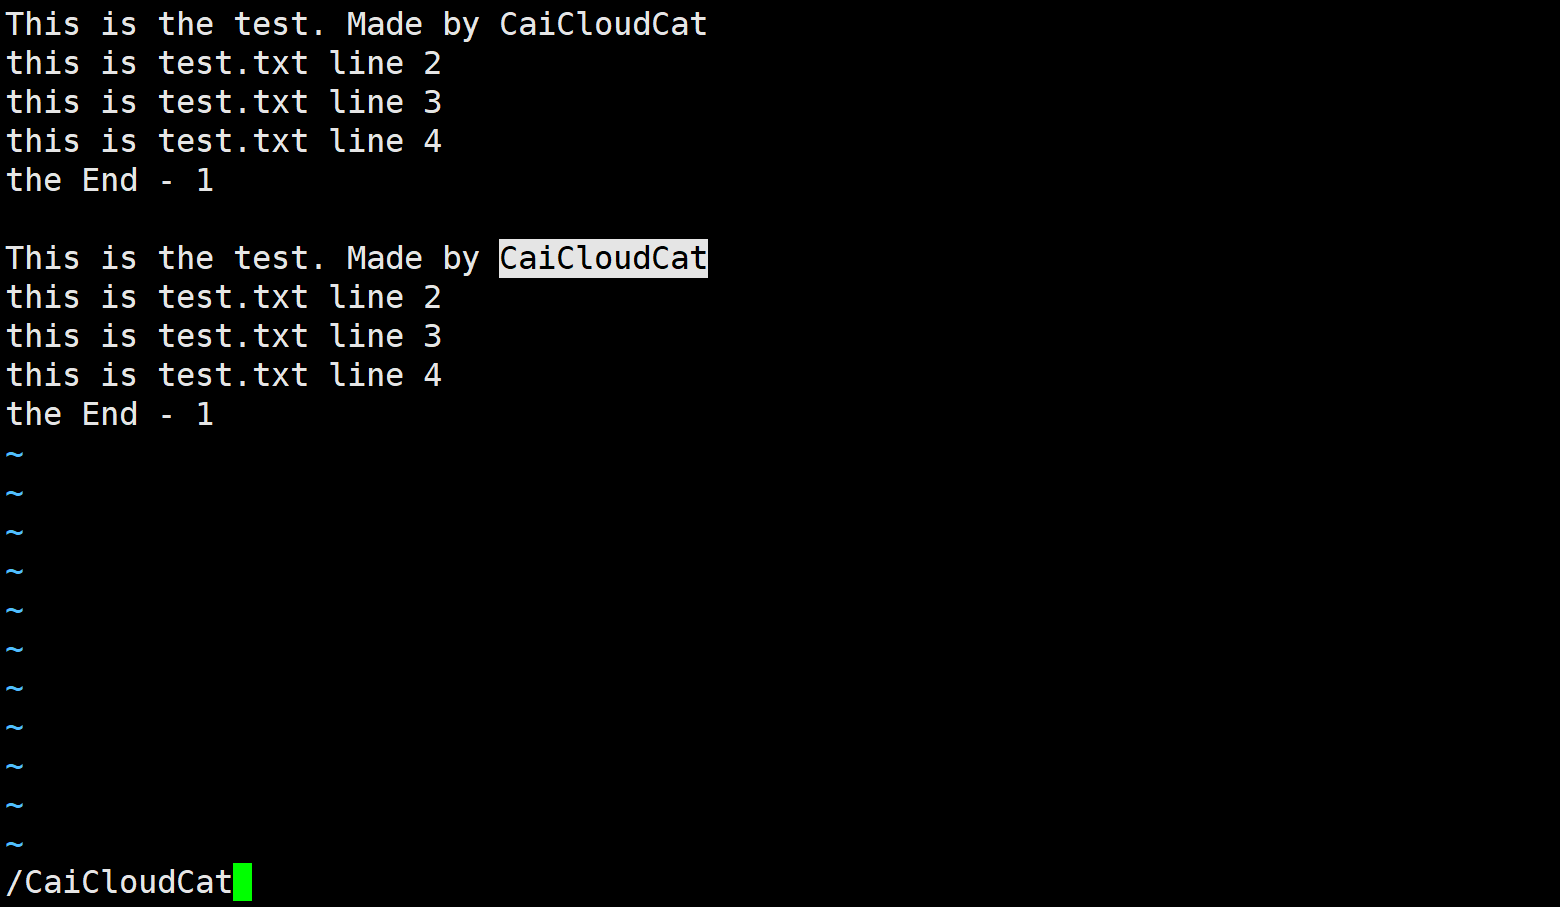 This is the test. Made by CaiCloudCat
this is test.txt line 2
this is test.txt line 3
this is test.txt line 4
the End - 1

This is the test. Made by CaiCloudCat
this is test.txt line 2
this is test.txt line 3
this is test.txt line 4
the End - 1
~
~
~
~
~
~
~
~
~
~
~
/CaiCloudCat